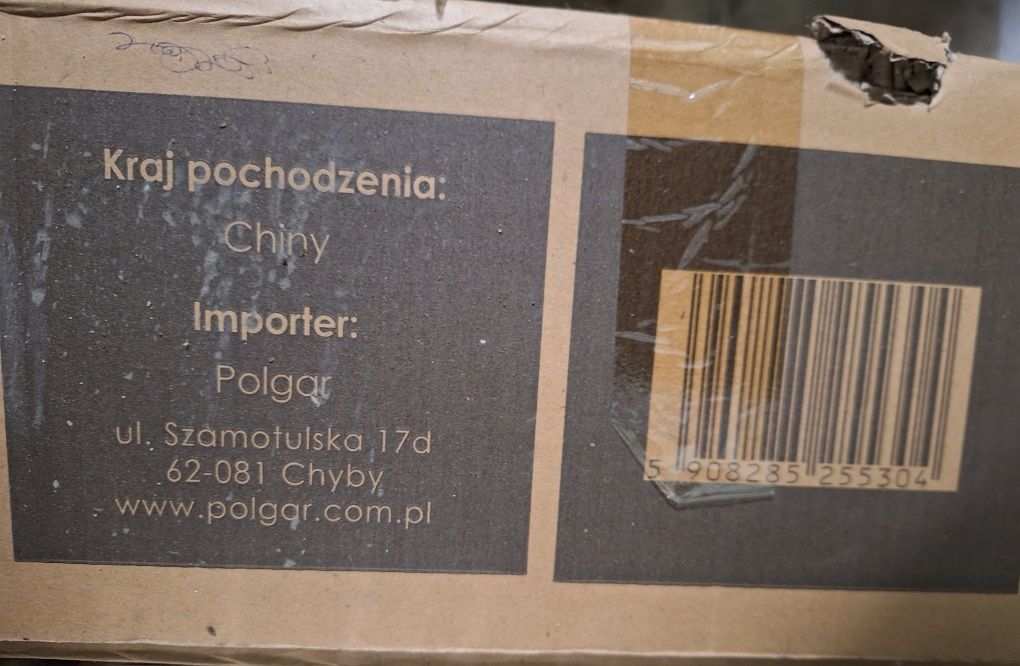 Kraj pochodzenia:
Chiny
Importer:
Polgar
ul. Szamotulska 17d
62-081 Chyby
www.polgar.com.pl
5 908285 255304